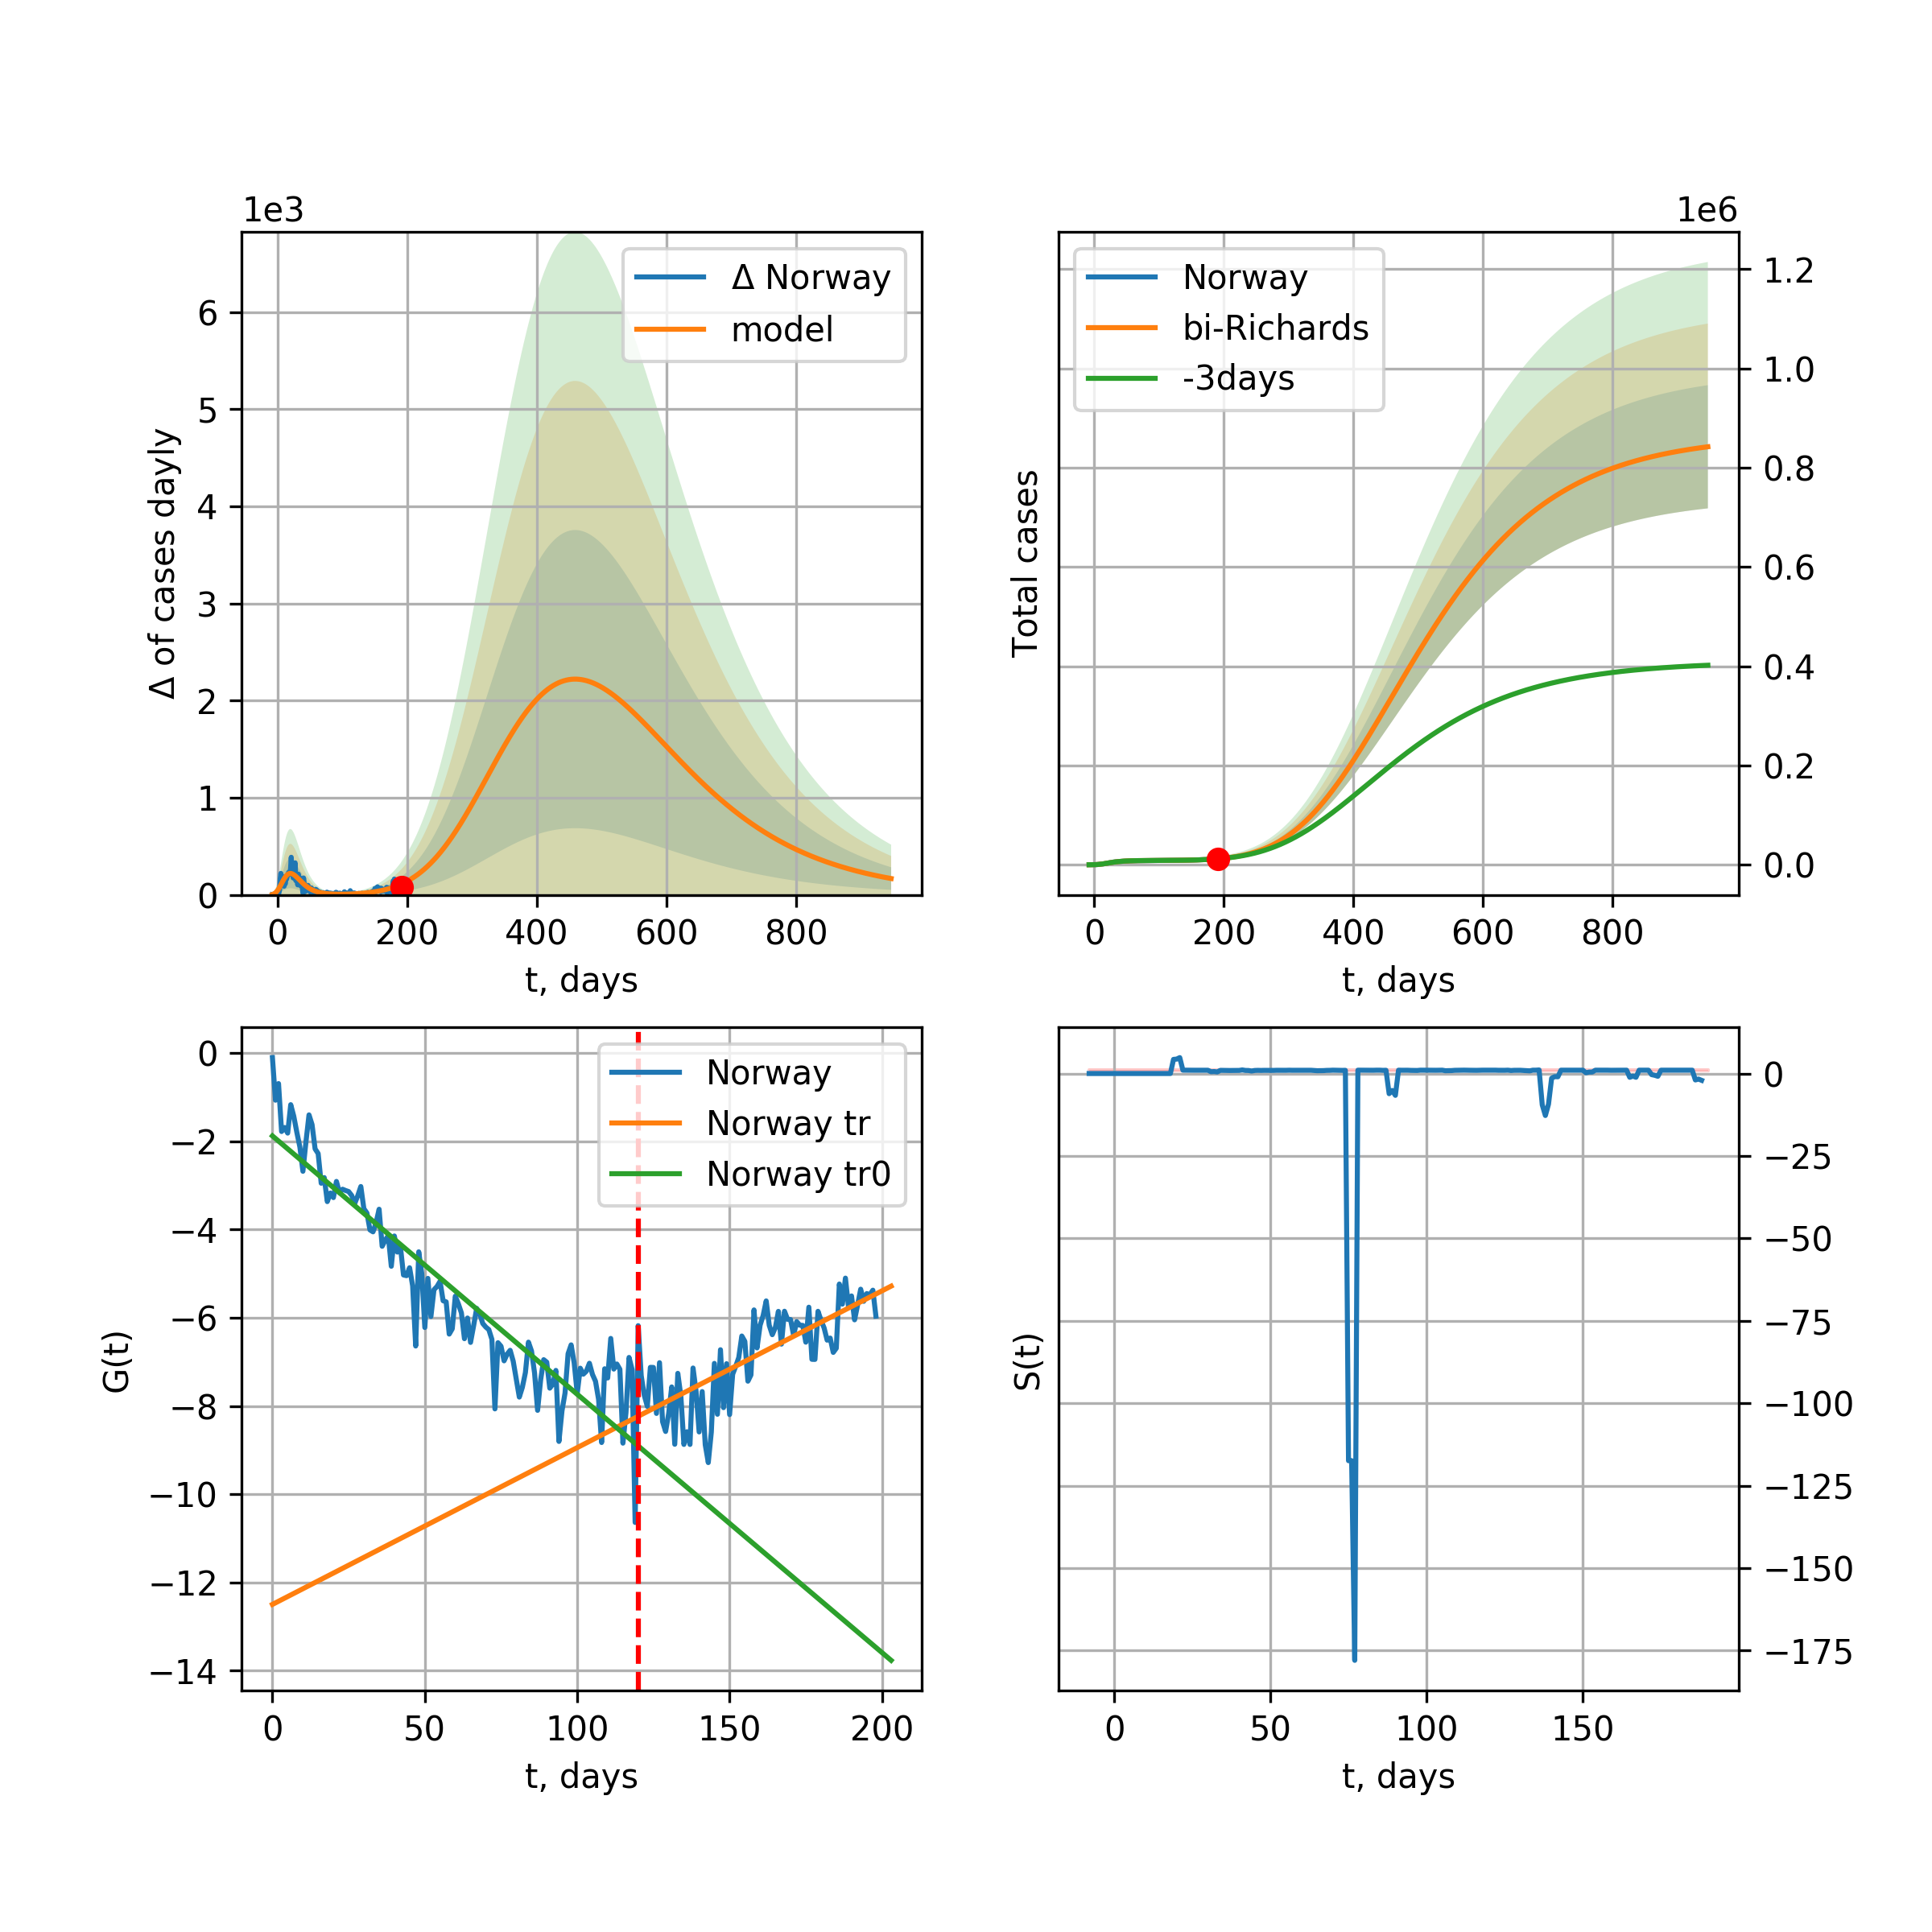 1e3
Δ of cases dayly
6
5
4
3
2
1
0
Δ Norway
model
0 200 400 600 800
t, days
1e6
Total cases
Norway
bi-Richards
-3days
1.2
1.0
0.8
0.6
0.4
0.2
0.0
0 200 400 600 800
t, days
G(t)
0
−2
−4
−6
−8
−10
−12
−14
Norway
Norway tr
Norway tr0
0 50 100 150 200
t, days
S(t)
0
−25
−50
−75
−100
−125
−150
−175
0 50 100 150
t, days